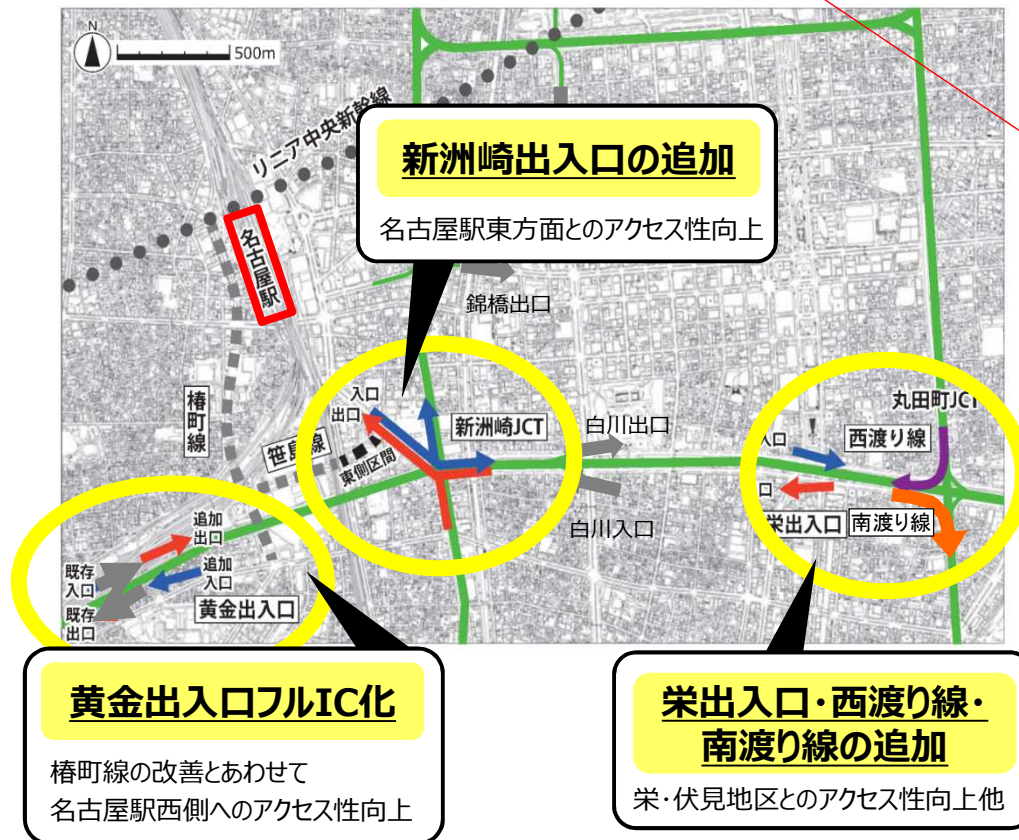 N
500m
リニア中央新幹線
新洲崎出入口の追加
名古屋駅東方面とのアクセス性向上
名古屋駅
錦橋出口
椿町線
笹島線
東側区間
入口
出口
新洲崎JCT
白川出口
白川入口
丸田町JCT
入口
西渡り線
口
栄出入口
南渡り線
追加
出口
追加
入口
既存
入口
既存
出口
黄金出入口
黄金出入口フルIC化
椿町線の改善とあわせて
名古屋駅西側へのアクセス性向上
栄出入口・西渡り線・
南渡り線の追加
栄・伏見地区とのアクセス性向上他